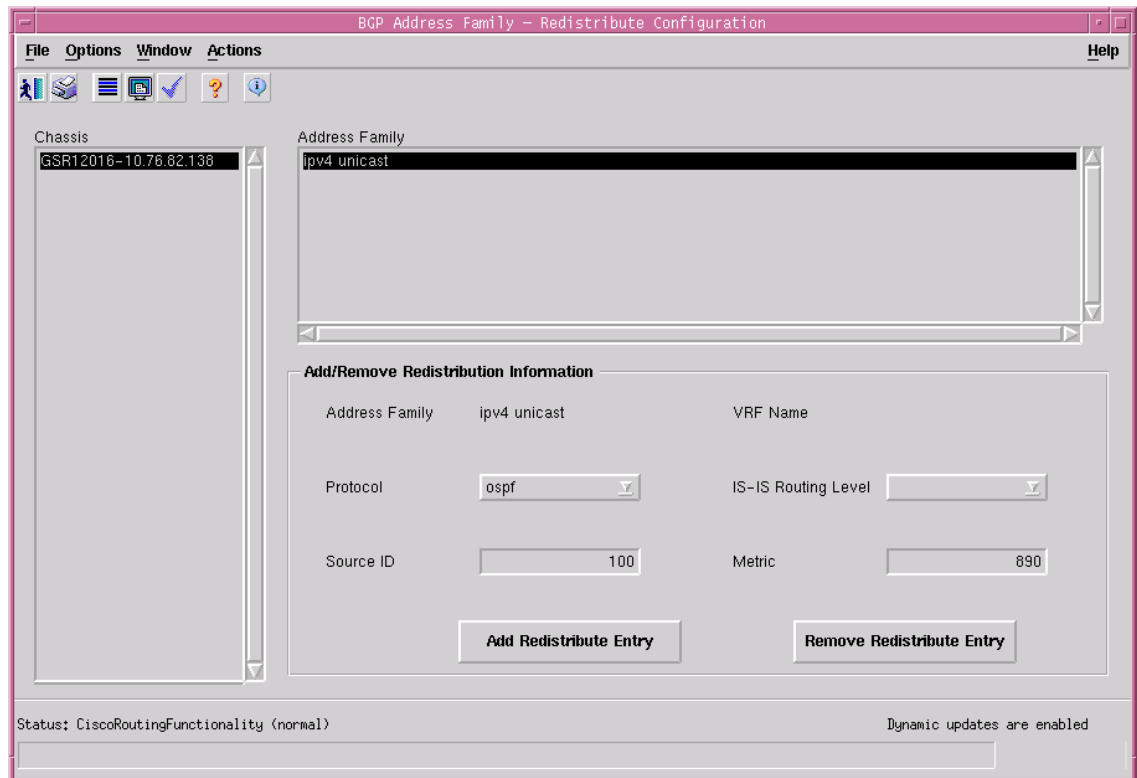 BGP Address Family – Redistribute Configuration
File Options Window Actions Help
Chassis
GSR12016-10.76.82.138
Address Family
ipv4 unicast
Add/Remove Redistribution Information
Address Family ipv4 unicast VRF Name
Protocol ospf IS-IS Routing Level
Source ID 100 Metric 890
Add Redistribute Entry Remove Redistribute Entry
Status: CiscoRoutingFunctionality (normal) Dynamic updates are enabled